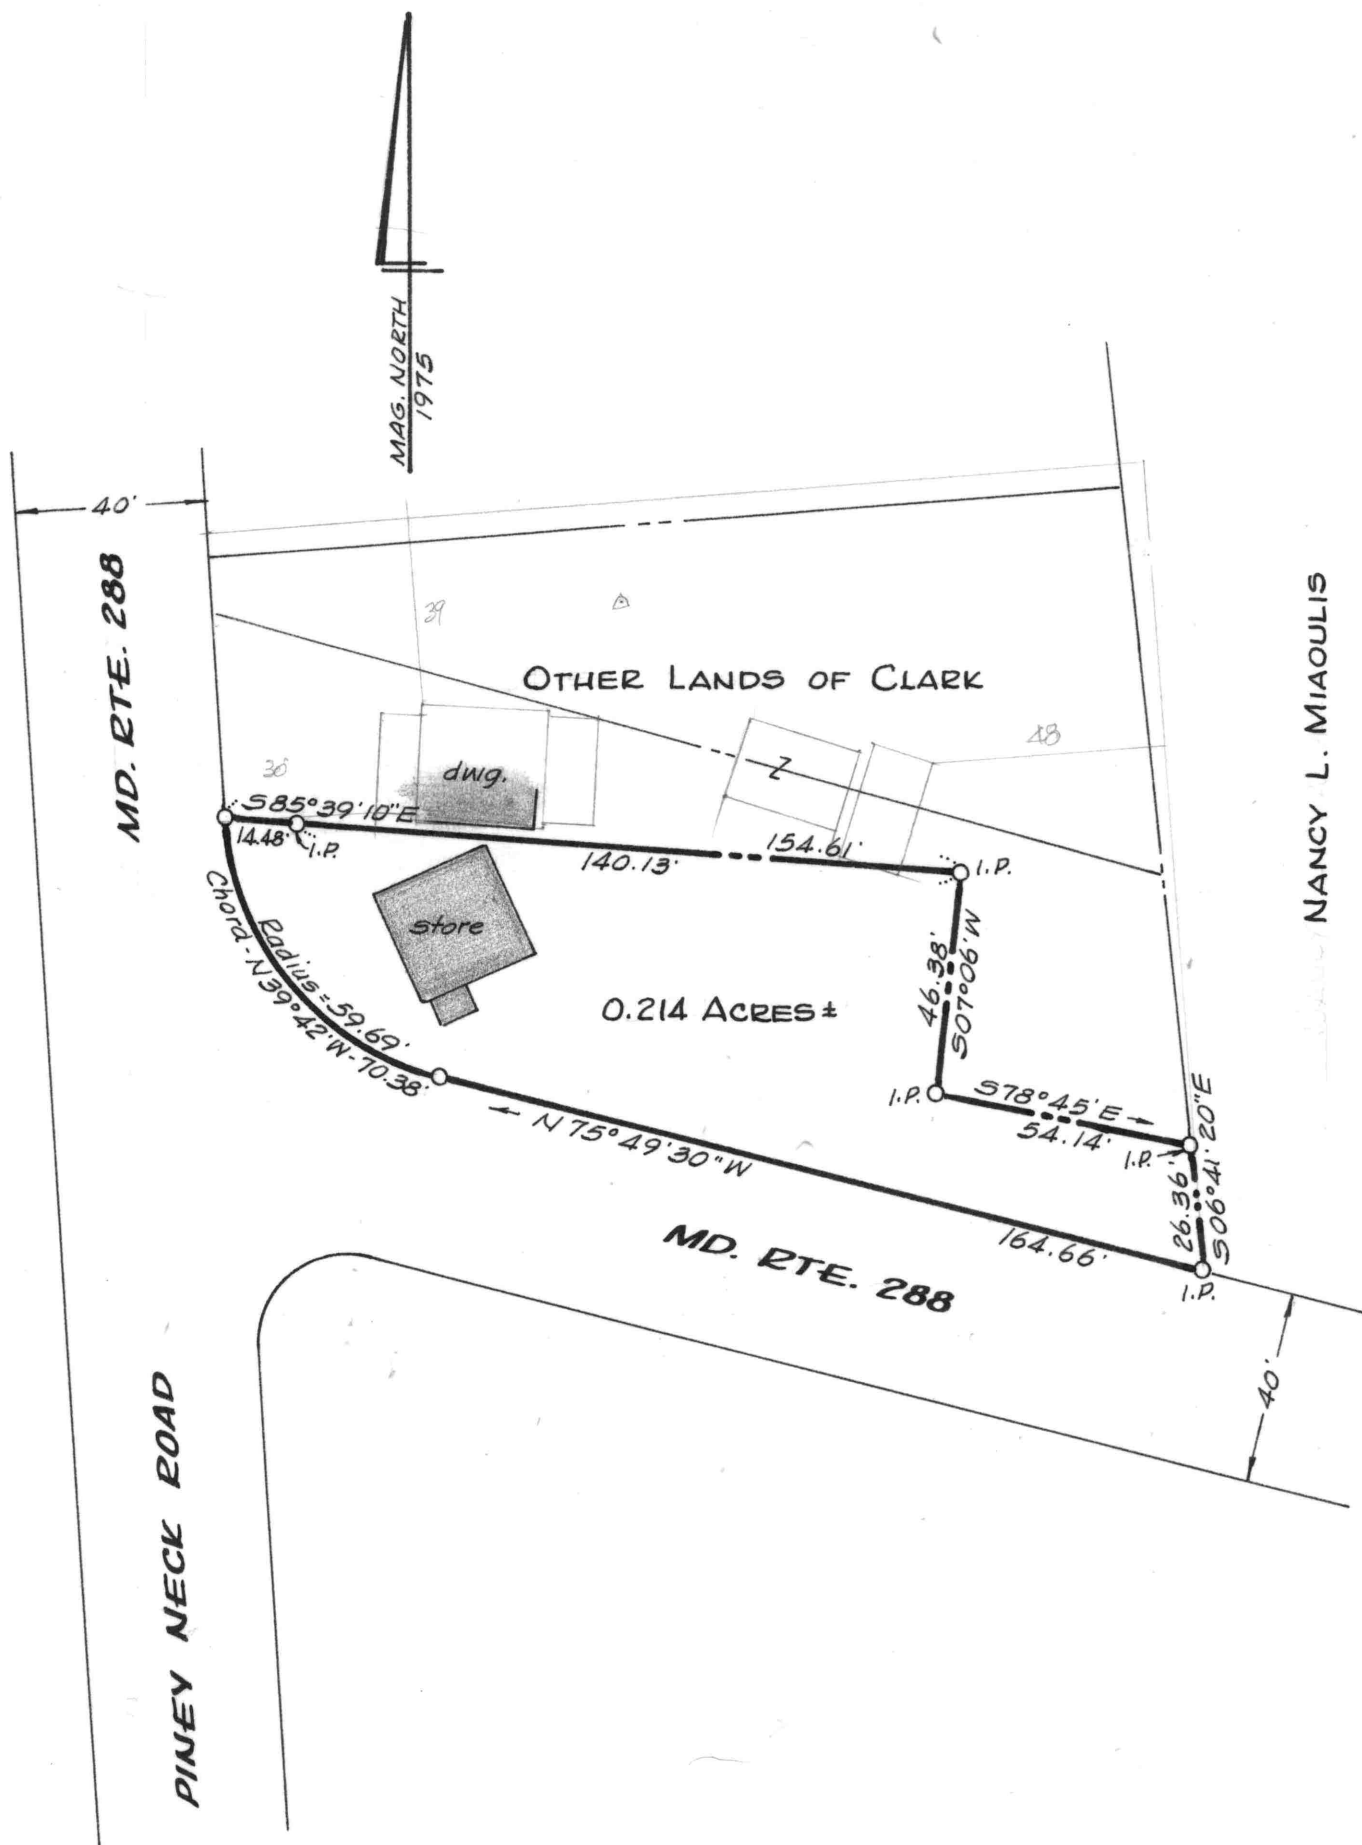 MAG. NORTH
1975
40'
MD. RTE. 288
39
OTHER LANDS OF CLARK
48
NANCY L. MIAOULIS
30
dwg.
Z
S85°39'10"E
14.48'
I.P.
140.13'
154.61'
I.P.
store
Chord-N39°42'W-70.38'
Radius=59.69'
0.214 ACRES±
46.38'
S07°06'W
I.P.
S78°45'E
54.14'
I.P.
26.36'
S06°41'20"E
N75°49'30"W
164.66'
I.P.
MD. RTE. 288
40'
PINEY NECK ROAD